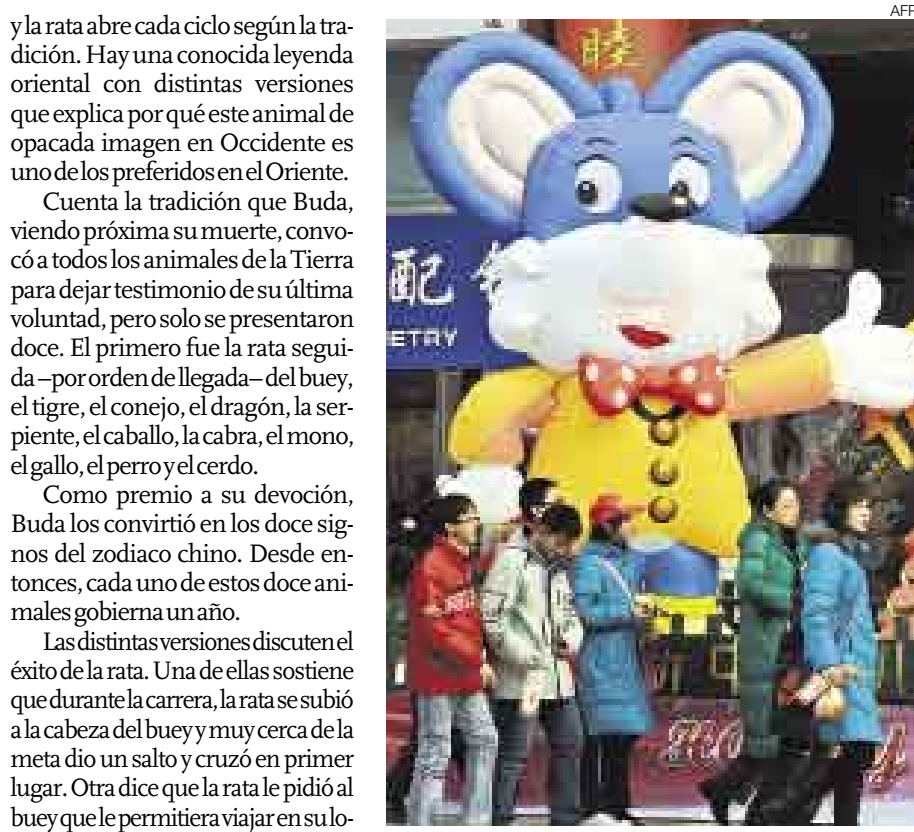 y la rata abre cada ciclo según la tra-
dición. Hay una conocida leyenda
oriental con distintas versiones
que explica por qué este animal de
opacada imagen en Occidente es
uno de los preferidos en el Oriente.
Cuenta la tradición que Buda,
viendo próxima su muerte, convo-
có a todos los animales de la Tierra
para dejar testimonio de su última
voluntad, pero solo se presentaron
doce. El primero fue la rata segui-
da –por orden de llegada– del buey,
el tigre, el conejo, el dragón, la ser-
piente, el caballo, la cabra, el mono,
el gallo, el perro y el cerdo.
Como premio a su devoción,
Buda los convirtió en los doce sig-
nos del zodiaco chino. Desde en-
tonces, cada uno de estos doce ani-
males gobierna un año.
Las distintas versiones discuten el
éxito de la rata. Una de ellas sostiene
que durante la carrera, la rata se subió
a la cabeza del buey y muy cerca de la
meta dio un salto y cruzó en primer
lugar. Otra dice que la rata le pidió al
buey que le permitiera viajar en su lo-
AFP
睦
配
ETRY